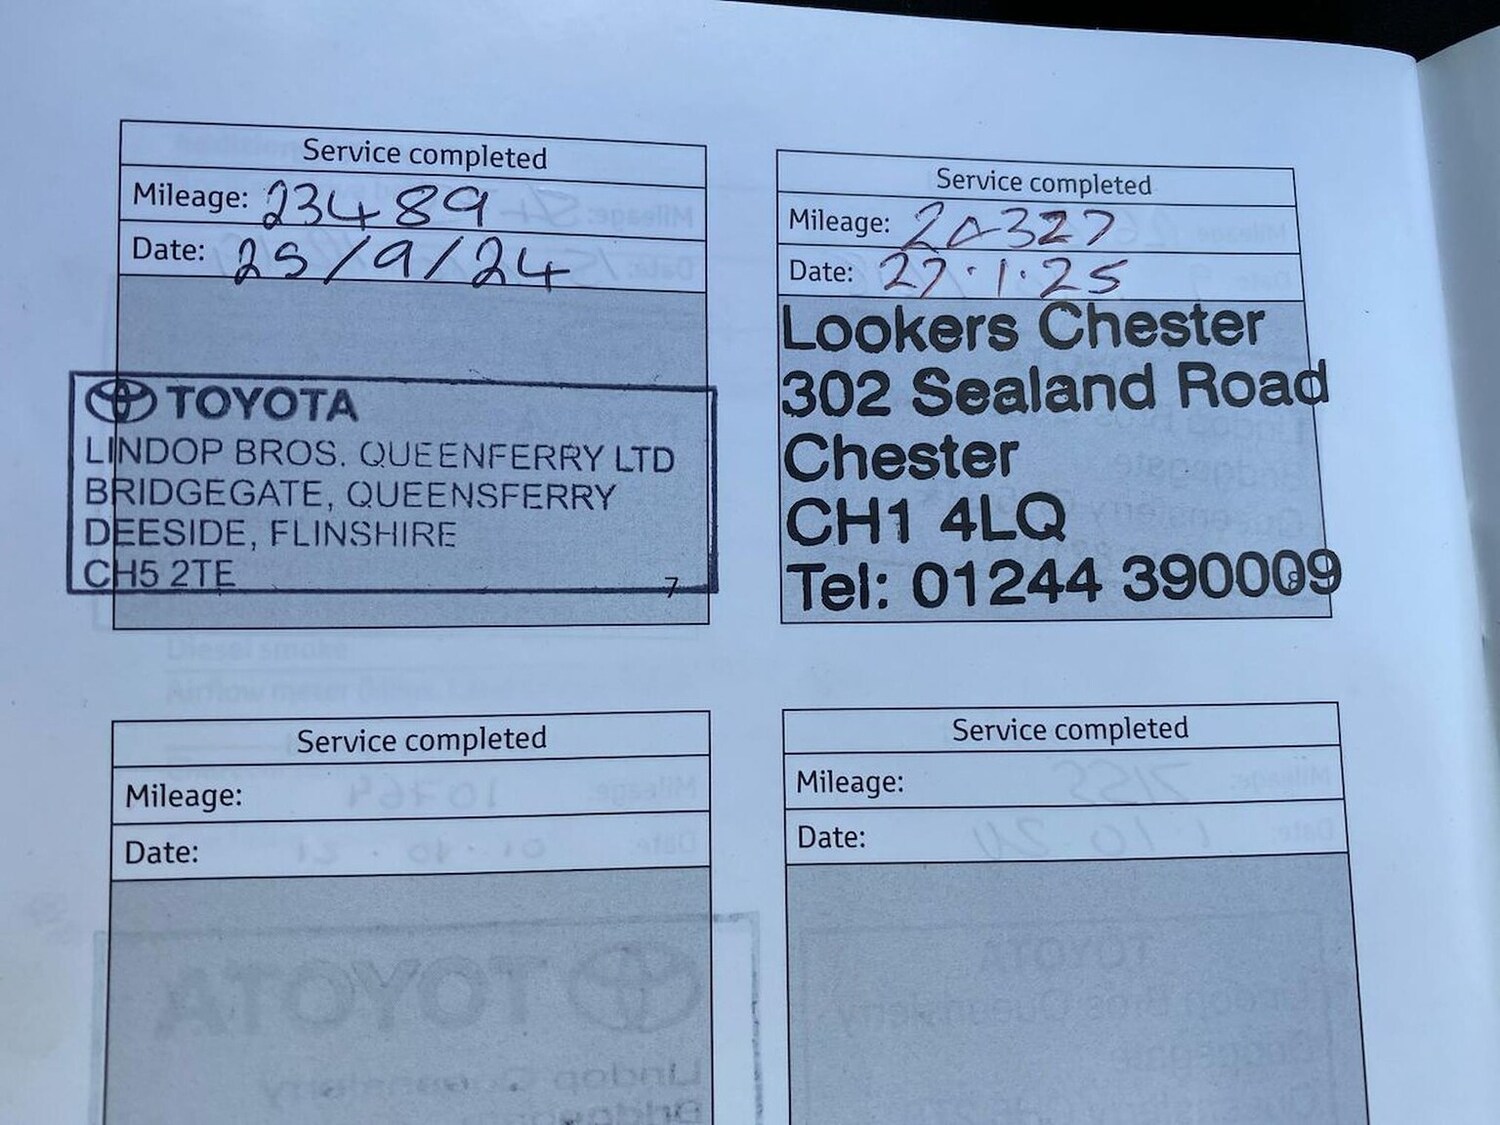 Service completed
Mileage: 23489
Date: 25/9/24
TOYOTA
LINDOP BROS. QUEENFERRY LTD
BRIDGEGATE, QUEENSFERRY
DEESIDE, FLINSHIRE
CH5 2TE
7
Service completed
Mileage:
Date: 27.1.25
Lookers Chester
302 Sealand Road
Chester
CH1 4LQ
Tel: 01244 390009
8
Service completed
Mileage:
Date:
Service completed
Mileage:
Date: